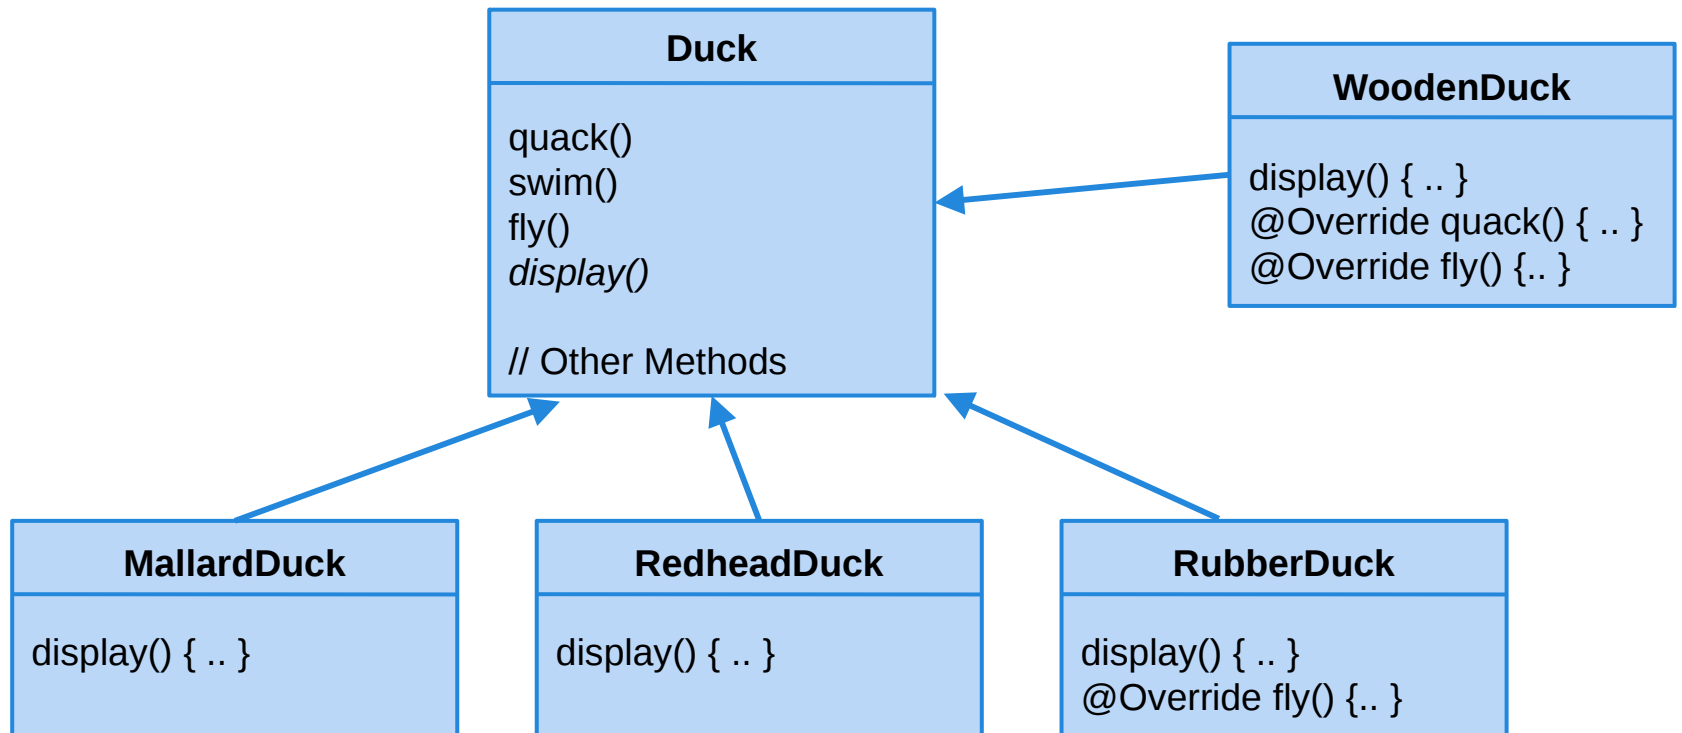 Duck
quack()
swim()
fly()
display()
// Other Methods
WoodenDuck
display() { .. }
@Override quack() { .. }
@Override fly() {.. }
MallardDuck
display() { .. }
RedheadDuck
display() { .. }
RubberDuck
display() { .. }
@Override fly() {.. }